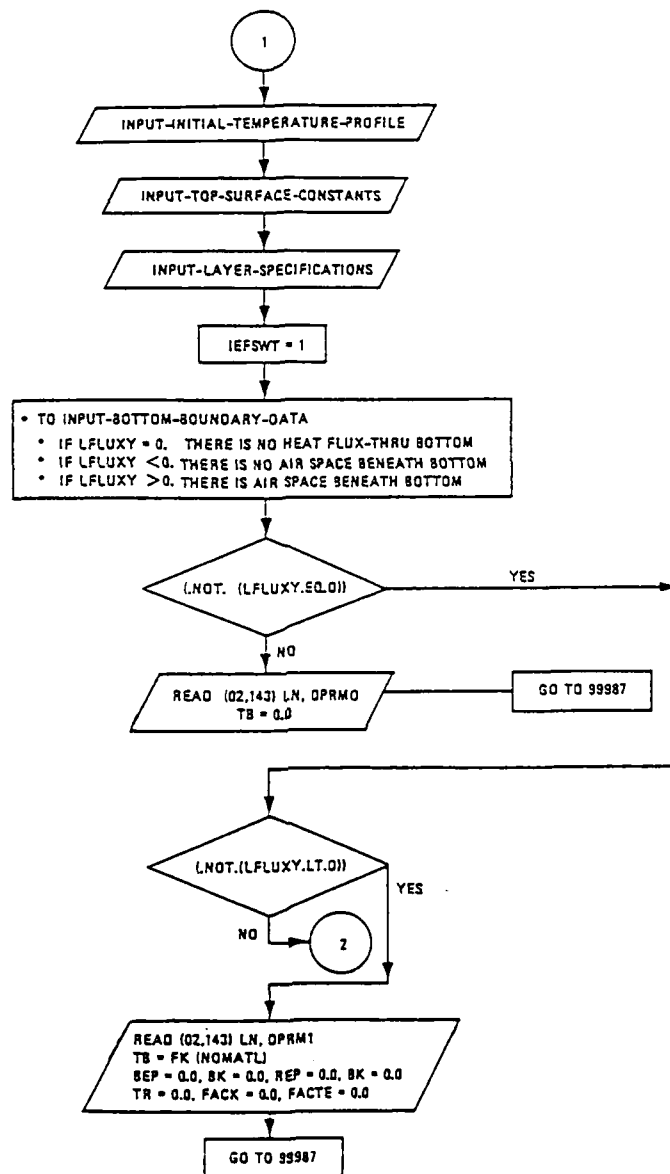 1
INPUT-INITIAL-TEMPERATURE-PROFILE
INPUT-TOP-SURFACE-CONSTANTS
INPUT-LAYER-SPECIFICATIONS
IEFSWT = 1
• TO INPUT-BOTTOM-BOUNDARY-DATA
• IF LFLUXY = 0. THERE IS NO HEAT FLUX-THRU BOTTOM
• IF LFLUXY <0. THERE IS NO AIR SPACE BENEATH BOTTOM
• IF LFLUXY >0. THERE IS AIR SPACE BENEATH BOTTOM
(.NOT. (LFLUXY.EQ.0))
YES
NO
READ (02,143) LN, DPRM0
TB = 0.0
GO TO 99987
(.NOT.(LFLUXY.LT.0))
YES
NO
2
READ (02,143) LN, DPRM1
TB = FK (NOMATL)
BEP = 0.0, BK = 0.0, REP = 0.0, BK = 0.0
TR = 0.0, FACK = 0.0, FACTE = 0.0
GO TO 99987